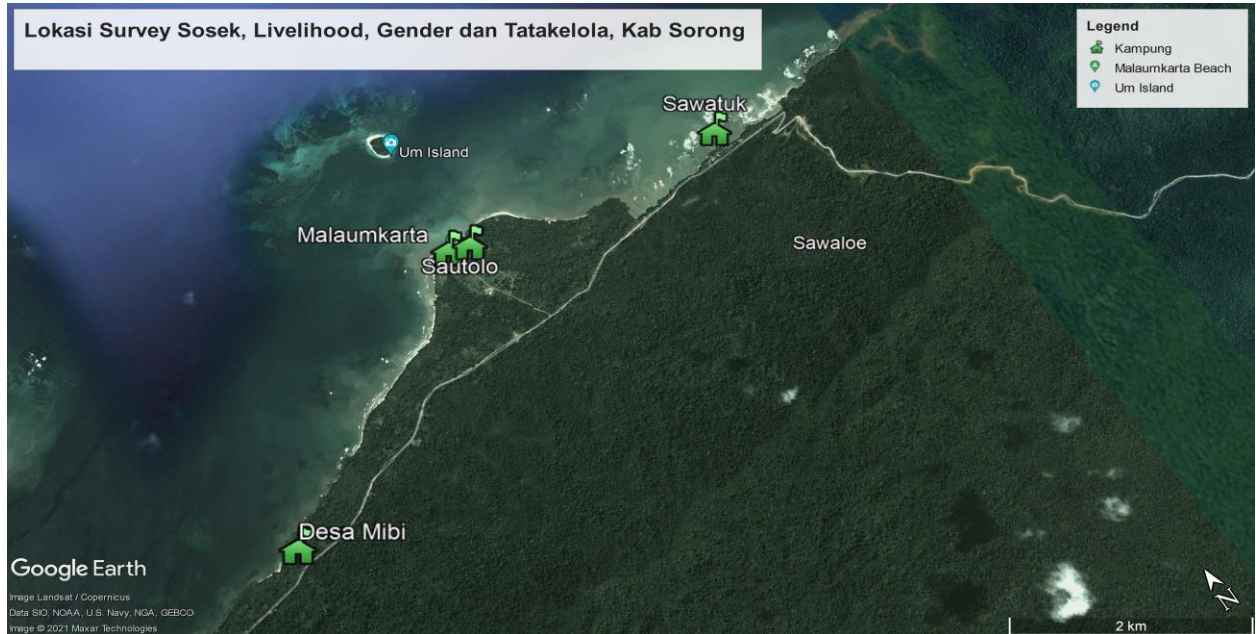 Lokasi Survey Sosek, Livelihood, Gender dan Tatakelola, Kab Sorong
Legend
Kampung
Malaumkarta Beach
Um Island
Sawatuk
Um Island
Malaumkarta
Sautolo
Sawaloe
Desa Mibi
Google Earth
Image Landsat / Copernicus
Data SIO, NOAA, U.S. Navy, NGA, GEBCO
Image © 2021 Maxar Technologies
N
2 km